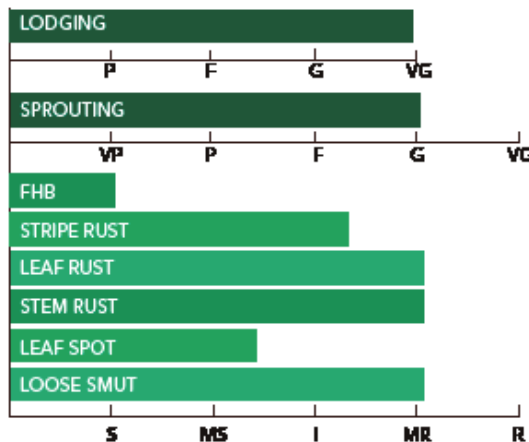 LODGING
P F G VG
SPROUTING
VP P F G VG
FHB
STRIPE RUST
LEAF RUST
STEM RUST
LEAF SPOT
LOOSE SMUT
S MS I MR R